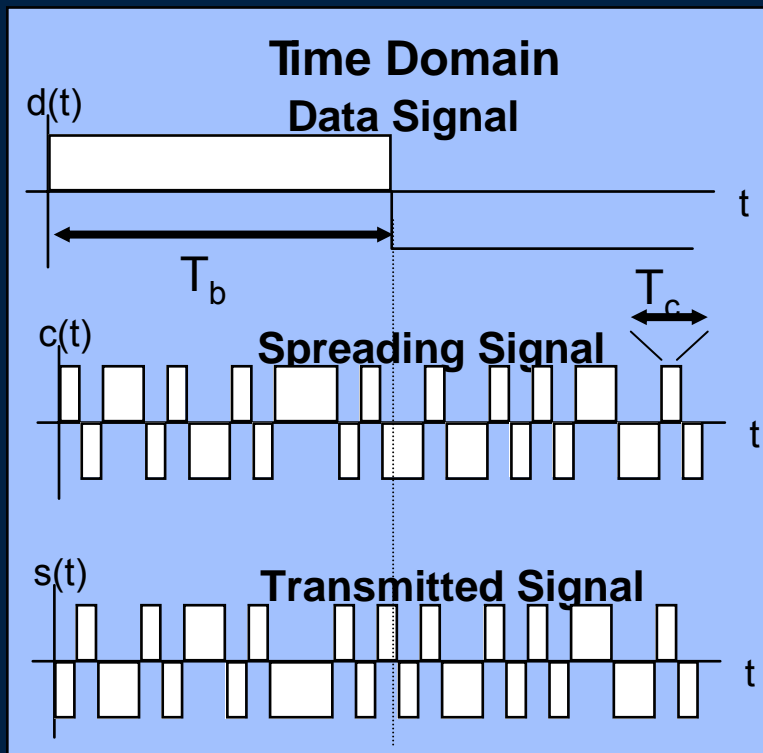 Time Domain
Data Signal
d(t)
t
T_b
T_c
Spreading Signal
c(t)
t
Transmitted Signal
s(t)
t